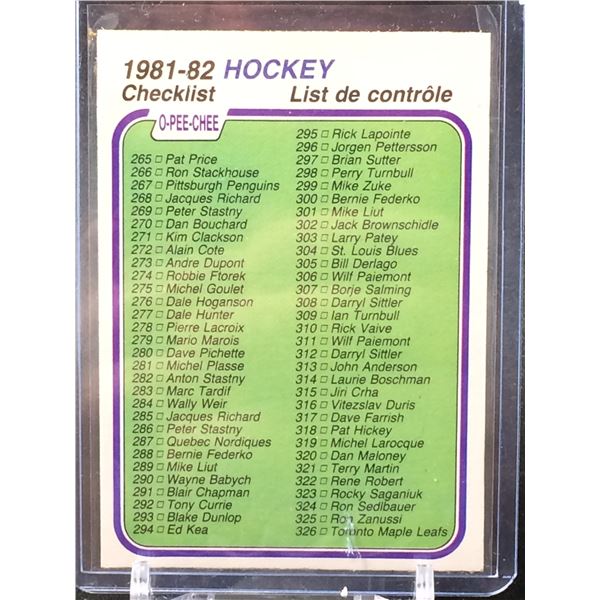 1981-82 HOCKEY
Checklist List de contrôle
O-PEE-CHEE
265 □ Pat Price
266 □ Ron Stackhouse
267 □ Pittsburgh Penguins
268 □ Jacques Richard
269 □ Peter Stastny
270 □ Dan Bouchard
271 □ Kim Clackson
272 □ Alain Cote
273 □ Andre Dupont
274 □ Robbie Ftorek
275 □ Michel Goulet
276 □ Dale Hoganson
277 □ Dale Hunter
278 □ Pierre Lacroix
279 □ Mario Marois
280 □ Dave Pichette
281 □ Michel Plasse
282 □ Anton Stastny
283 □ Marc Tardif
284 □ Wally Weir
285 □ Jacques Richard
286 □ Peter Stastny
287 □ Quebec Nordiques
288 □ Bernie Federko
289 □ Mike Liut
290 □ Wayne Babych
291 □ Blair Chapman
292 □ Tony Currie
293 □ Blake Dunlop
294 □ Ed Kea
295 □ Rick Lapointe
296 □ Jorgen Pettersson
297 □ Brian Sutter
298 □ Perry Turnbull
299 □ Mike Zuke
300 □ Bernie Federko
301 □ Mike Liut
302 □ Jack Brownschidle
303 □ Larry Patey
304 □ St. Louis Blues
305 □ Bill Derlago
306 □ Wilf Paiemont
307 □ Borje Salming
308 □ Darryl Sittler
309 □ Ian Turnbull
310 □ Rick Vaive
311 □ Wilf Paiemont
312 □ Darryl Sittler
313 □ John Anderson
314 □ Laurie Boschman
315 □ Jiri Crha
316 □ Vitezslav Duris
317 □ Dave Farrish
318 □ Pat Hickey
319 □ Michel Larocque
320 □ Dan Maloney
321 □ Terry Martin
322 □ Rene Robert
323 □ Rocky Saganiuk
324 □ Ron Sedlbauer
325 □ Ron Zanussi
326 □ Toronto Maple Leafs